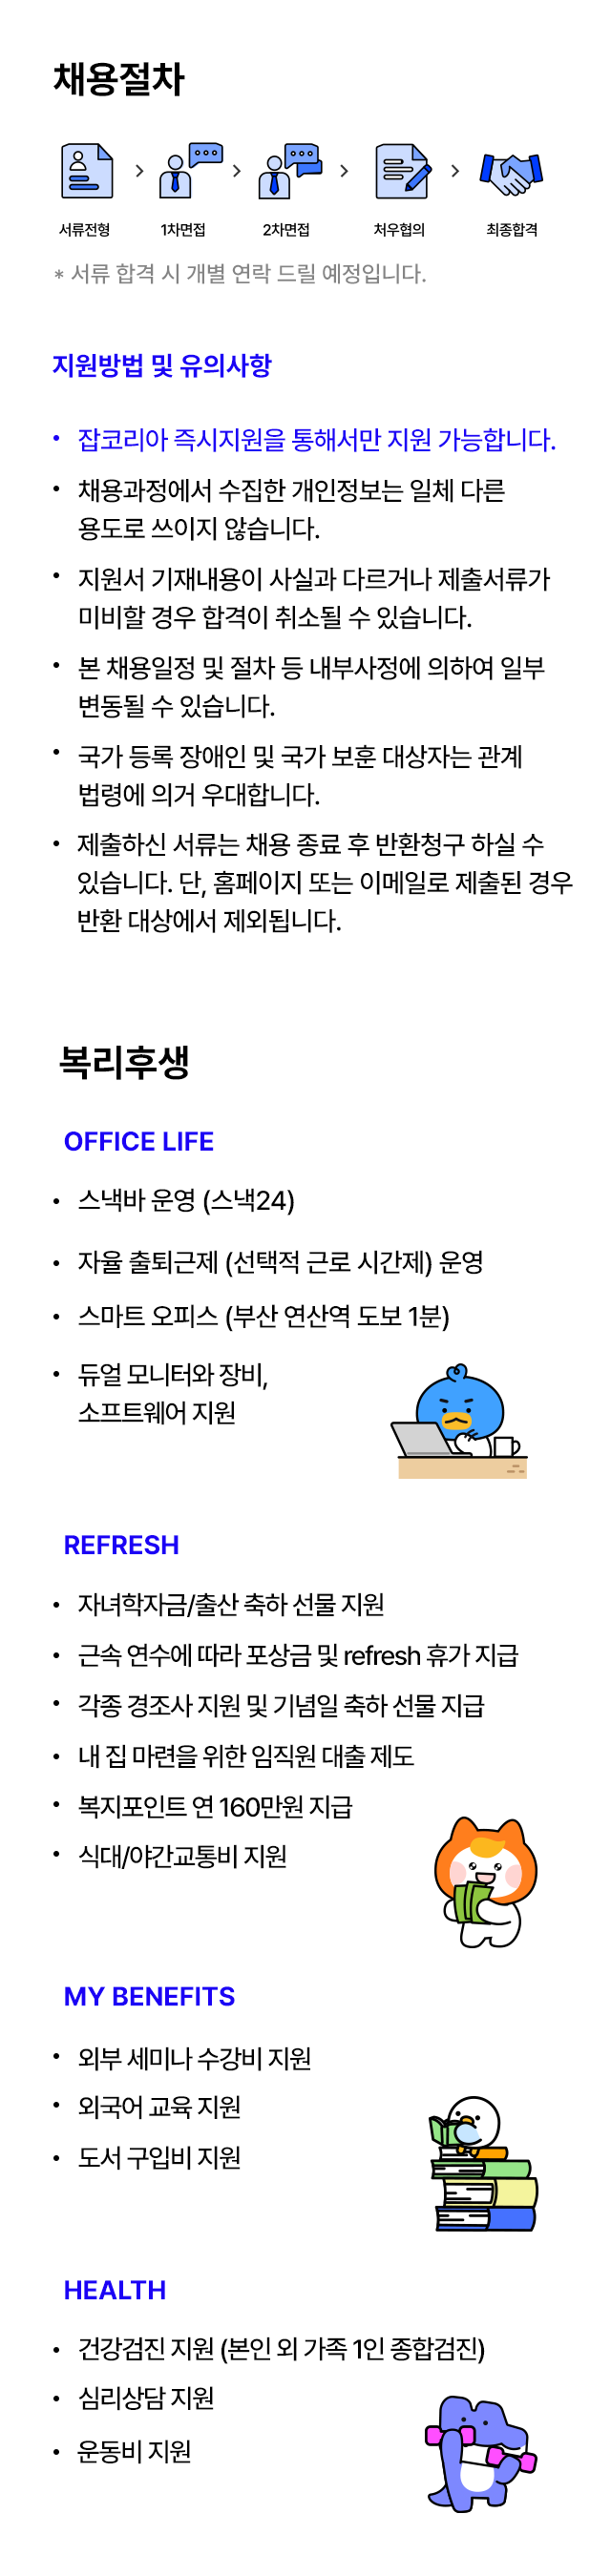 채용절차
서류전형
1차면접
2차면접
처우협의
최종합격
* 서류 합격 시 개별 연락 드릴 예정입니다.
지원방법 및 유의사항
• 잡코리아 즉시지원을 통해서만 지원 가능합니다.
• 채용과정에서 수집한 개인정보는 일체 다른
용도로 쓰이지 않습니다.
• 지원서 기재내용이 사실과 다르거나 제출서류가
미비할 경우 합격이 취소될 수 있습니다.
• 본 채용일정 및 절차 등 내부사정에 의하여 일부
변동될 수 있습니다.
• 국가 등록 장애인 및 국가 보훈 대상자는 관계
법령에 의거 우대합니다.
• 제출하신 서류는 채용 종료 후 반환청구 하실 수
있습니다. 단, 홈페이지 또는 이메일로 제출된 경우
반환 대상에서 제외됩니다.
복리후생
OFFICE LIFE
• 스낵바 운영 (스낵24)
• 자율 출퇴근제 (선택적 근로 시간제) 운영
• 스마트 오피스 (부산 연산역 도보 1분)
• 듀얼 모니터와 장비,
소프트웨어 지원
REFRESH
• 자녀학자금/출산 축하 선물 지원
• 근속 연수에 따라 포상금 및 refresh 휴가 지급
• 각종 경조사 지원 및 기념일 축하 선물 지급
• 내 집 마련을 위한 임직원 대출 제도
• 복지포인트 연 160만원 지급
• 식대/야간교통비 지원
MY BENEFITS
• 외부 세미나 수강비 지원
• 외국어 교육 지원
• 도서 구입비 지원
HEALTH
• 건강검진 지원 (본인 외 가족 1인 종합검진)
• 심리상담 지원
• 운동비 지원